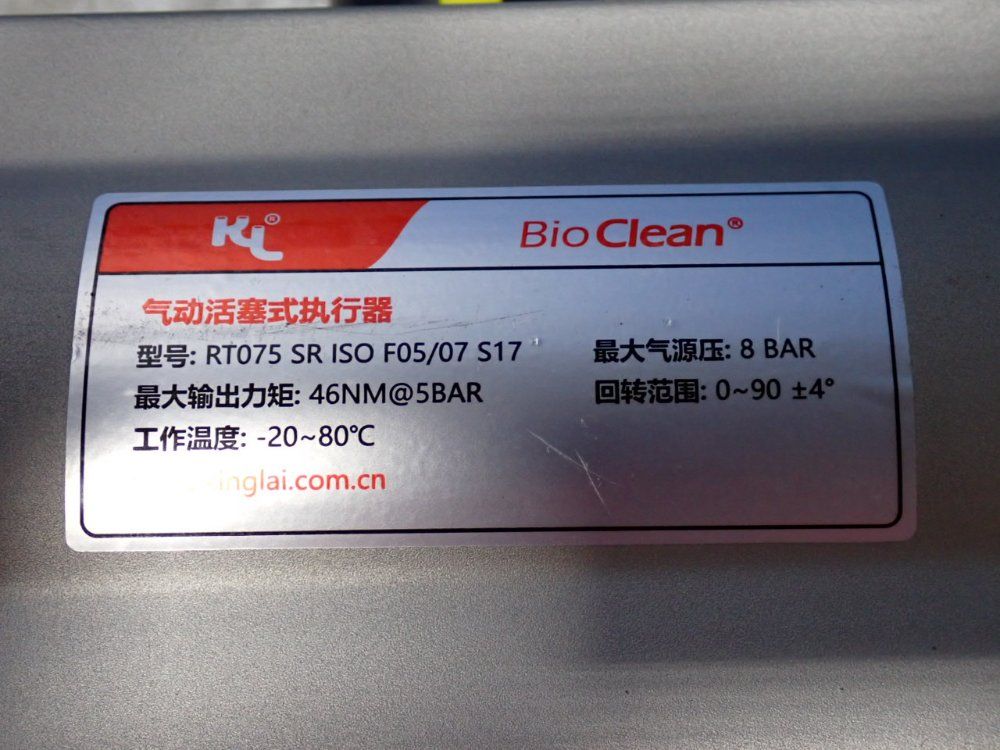 KL®
BioClean®
气动活塞式执行器
型号: RT075 SR ISO F05/07 S17
最大气源压: 8 BAR
最大输出力矩: 46NM@5BAR
回转范围: 0~90 ±4°
工作温度: -20~80℃
inglai.com.cn